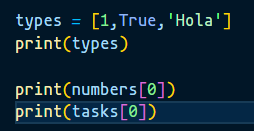 types = [1,True,'Hola']
print(types)
print(numbers[0])
print(tasks[0])